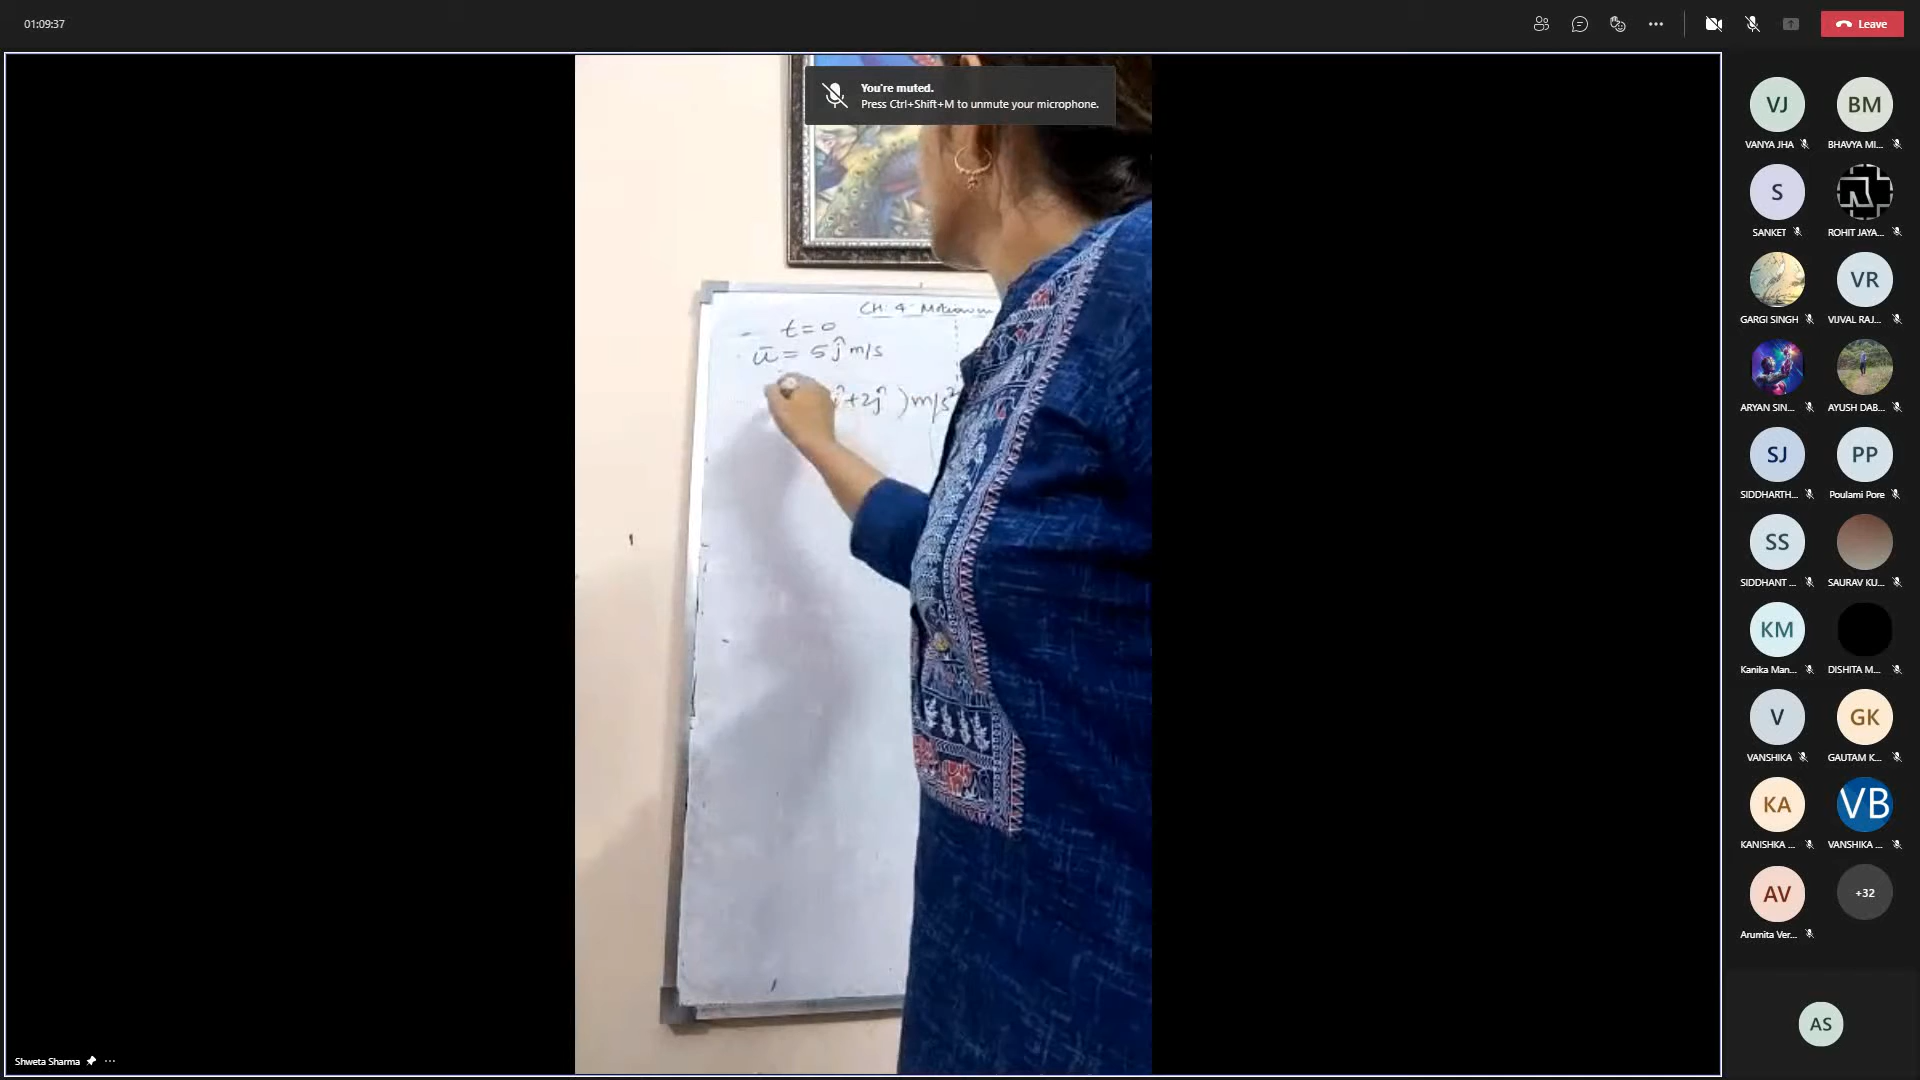 01:09:37
Leave
You're muted.
Press Ctrl+Shift+M to unmute your microphone.
CH. 4 Motion in
t = 0
ū = 5ĵ m/s
î + 2ĵ ) m/s²
VJ
VANYA JHA
BM
BHAVYA MI...
S
SANKET
ROHIT JAYA...
GARGI SINGH
VR
VIJVAL RAJ...
ARYAN SIN...
AYUSH DAB...
SJ
SIDDHARTH...
PP
Poulami Pore
SS
SIDDHANT ...
SAURAV KU...
KM
Kanika Man...
DISHITA M...
V
VANSHIKA
GK
GAUTAM K...
KA
KANISHKA ...
VB
VANSHIKA ...
AV
Arumita Ver...
+32
AS
Shweta Sharma